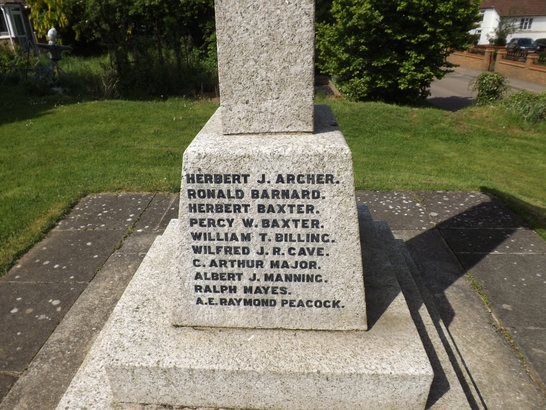 HERBERT J. ARCHER.
RONALD BARNARD.
HERBERT BAXTER.
PERCY W. BAXTER.
WILLIAM T. BILLING.
WILFRED J. R. CAVE.
C. ARTHUR MAJOR.
ALBERT J. MANNING.
RALPH MAYES.
A. E. RAYMOND PEACOCK.